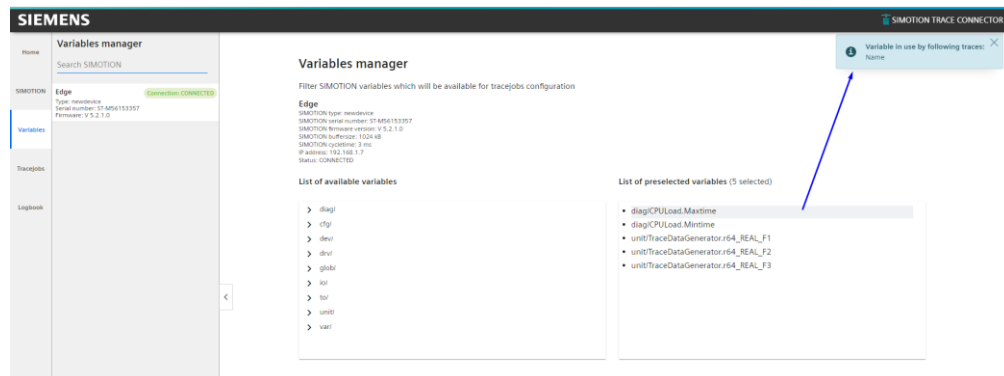 SIEMENS
SIMOTION TRACE CONNECTOR
Home
SIMOTION
Variables
Tracejobs
Logbook
Variables manager
Search SIMOTION
Edge
Connection: CONNECTED
Type: newdevice
Serial number: ST-M56153357
Firmware: V 5.2.1.0
Variables manager
Filter SIMOTION variables which will be available for tracejobs configuration
Edge
SIMOTION type: newdevice
SIMOTION serial number: ST-M56153357
SIMOTION firmware version: V 5.2.1.0
SIMOTION buffersize: 1024 kB
SIMOTION cycletime: 3 ms
IP address: 192.168.1.7
Status: CONNECTED
List of available variables
diag/
cfg/
dev/
drv/
glob/
io/
to/
unit/
var/
List of preselected variables (5 selected)
diag/CPULoad.Maxtime
diag/CPULoad.Mintime
unit/TraceDataGenerator.r64_REAL_F1
unit/TraceDataGenerator.r64_REAL_F2
unit/TraceDataGenerator.r64_REAL_F3
Variable in use by following traces:
Name